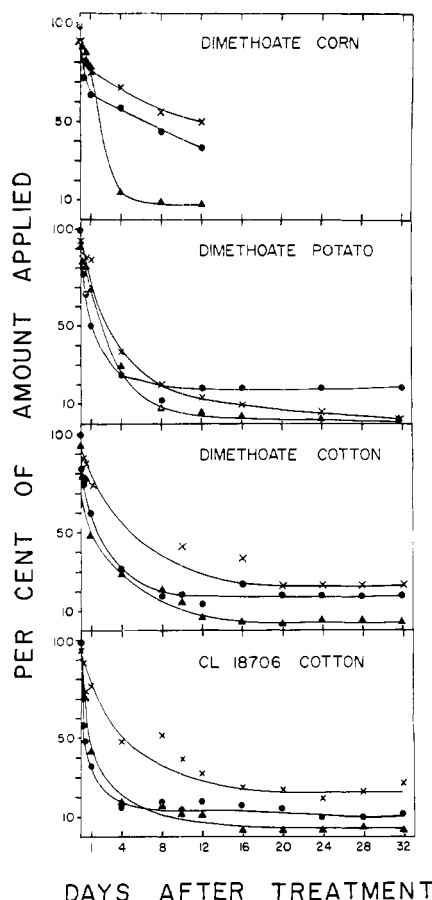 PER CENT OF AMOUNT APPLIED
100
DIMETHOATE CORN
50
10
100
DIMETHOATE POTATO
50
10
100
DIMETHOATE COTTON
50
10
100
CL 18706 COTTON
50
10
1 4 8 12 16 20 24 28 32
DAYS AFTER TREATMENT